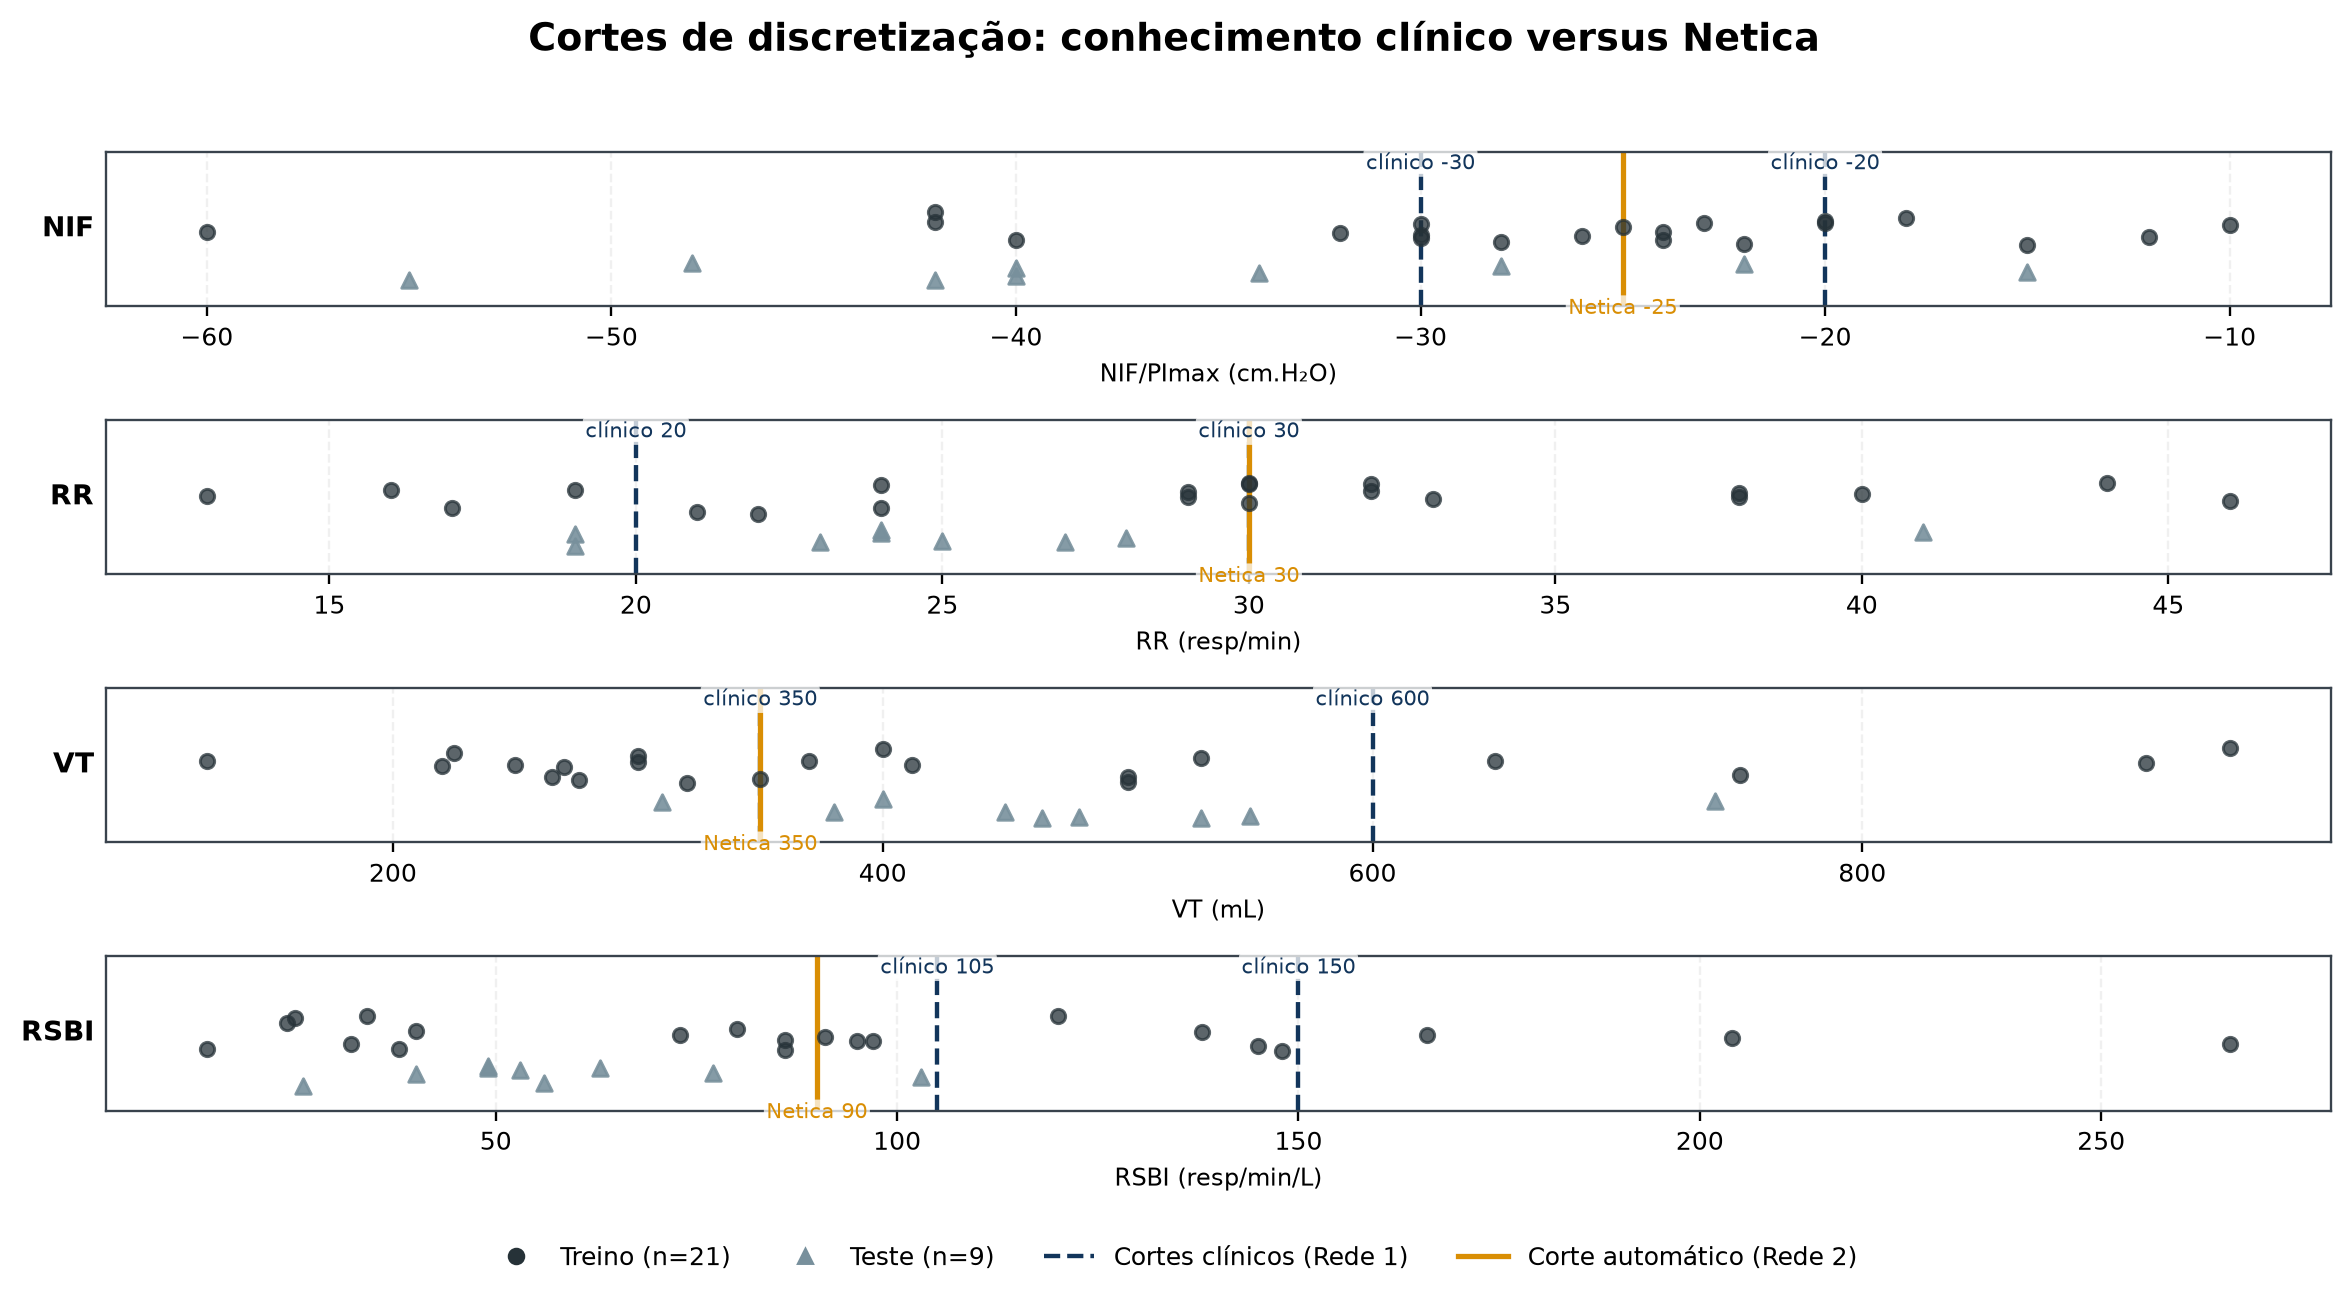 Cortes de discretização: conhecimento clínico versus Netica
clínico -30
clínico -20
NIF
Netica -25
−60
−50
−40
−30
−20
−10
NIF/PImax (cm.H₂O)
clínico 20
clínico 30
RR
Netica 30
15
20
25
30
35
40
45
RR (resp/min)
clínico 350
clínico 600
VT
Netica 350
200
400
600
800
VT (mL)
clínico 105
clínico 150
RSBI
Netica 90
50
100
150
200
250
RSBI (resp/min/L)
Treino (n=21)
Teste (n=9)
Cortes clínicos (Rede 1)
Corte automático (Rede 2)